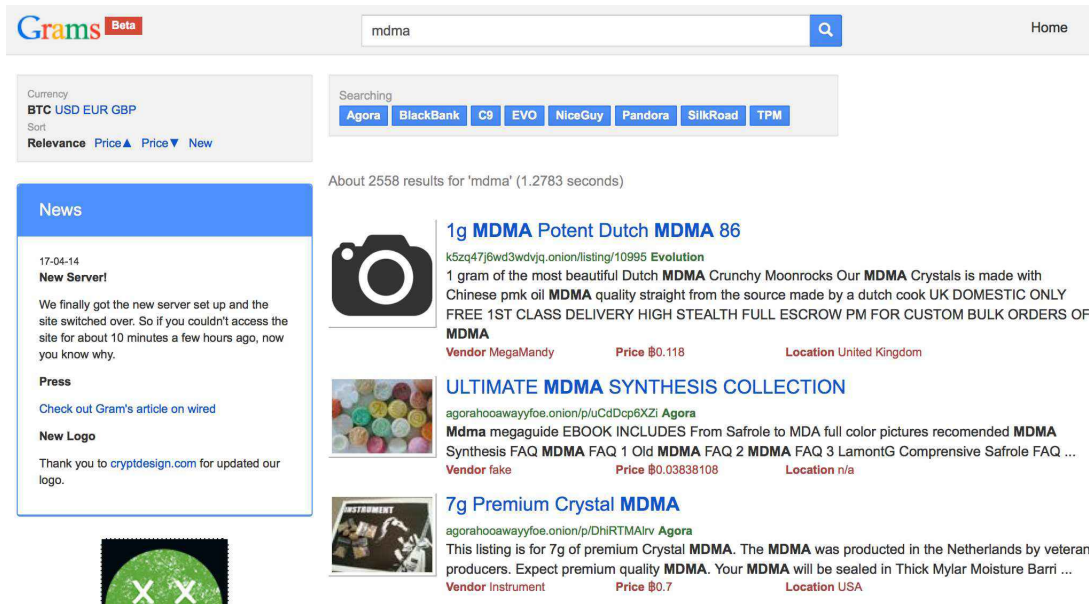 Grams Beta
mdma
Home
Currency
BTC USD EUR GBP
Sort
Relevance Price▲ Price▼ New
Searching
Agora BlackBank C9 EVO NiceGuy Pandora SilkRoad TPM
About 2558 results for 'mdma' (1.2783 seconds)
News
17-04-14
New Server!
We finally got the new server set up and the
site switched over. So if you couldn't access the
site for about 10 minutes a few hours ago, now
you know why.
Press
Check out Gram's article on wired
New Logo
Thank you to cryptdesign.com for updated our
logo.
1g MDMA Potent Dutch MDMA 86
k5zq47j6wd3wdvjq.onion/listing/10995 Evolution
1 gram of the most beautiful Dutch MDMA Crunchy Moonrocks Our MDMA Crystals is made with
Chinese pmk oil MDMA quality straight from the source made by a dutch cook UK DOMESTIC ONLY
FREE 1ST CLASS DELIVERY HIGH STEALTH FULL ESCROW PM FOR CUSTOM BULK ORDERS OF
MDMA
Vendor MegaMandy Price ฿0.118 Location United Kingdom
ULTIMATE MDMA SYNTHESIS COLLECTION
agorahooawayyfoe.onion/p/uCdDcp6XZi Agora
Mdma megaguide EBOOK INCLUDES From Safrole to MDA full color pictures recomended MDMA
Synthesis FAQ MDMA FAQ 1 Old MDMA FAQ 2 MDMA FAQ 3 LamontG Comprensive Safrole FAQ ...
Vendor fake Price ฿0.03838108 Location n/a
INSTRUMENT
7g Premium Crystal MDMA
agorahooawayyfoe.onion/p/DhiRTMAlrv Agora
This listing is for 7g of premium Crystal MDMA. The MDMA was producted in the Netherlands by veteran
producers. Expect premium quality MDMA. Your MDMA will be sealed in Thick Mylar Moisture Barri ...
Vendor Instrument Price ฿0.7 Location USA